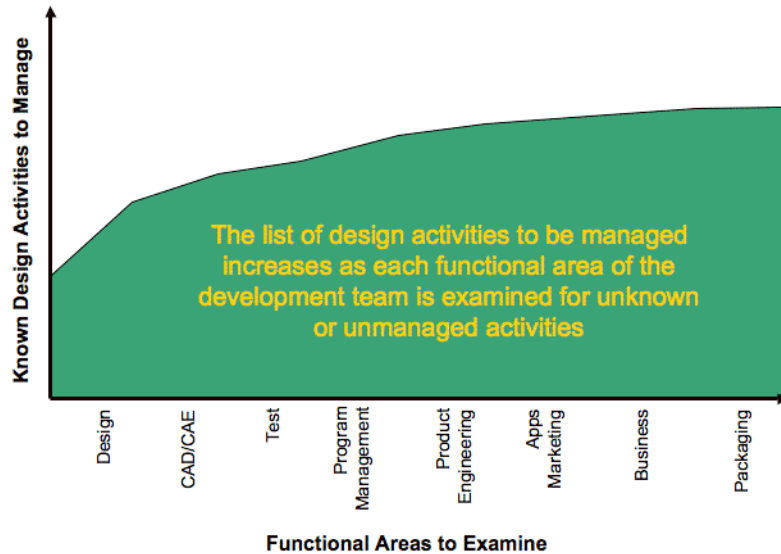 Known Design Activities to Manage
The list of design activities to be managed
increases as each functional area of the
development team is examined for unknown
or unmanaged activities
Design
CAD/CAE
Test
Program
Management
Product
Engineering
Apps
Marketing
Business
Packaging
Functional Areas to Examine